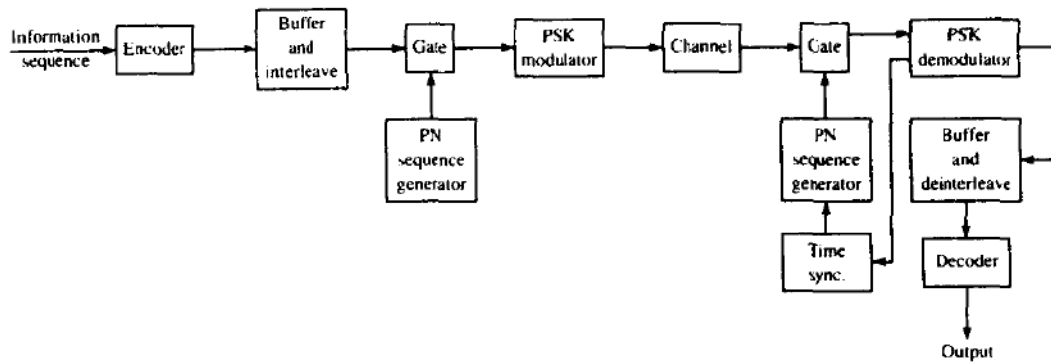 Information
sequence
Encoder
Buffer
and
interleave
Gate
PN
sequence
generator
PSK
modulator
Channel
Gate
PN
sequence
generator
Time
sync.
PSK
demodulator
Buffer
and
deinterleave
Decoder
Output